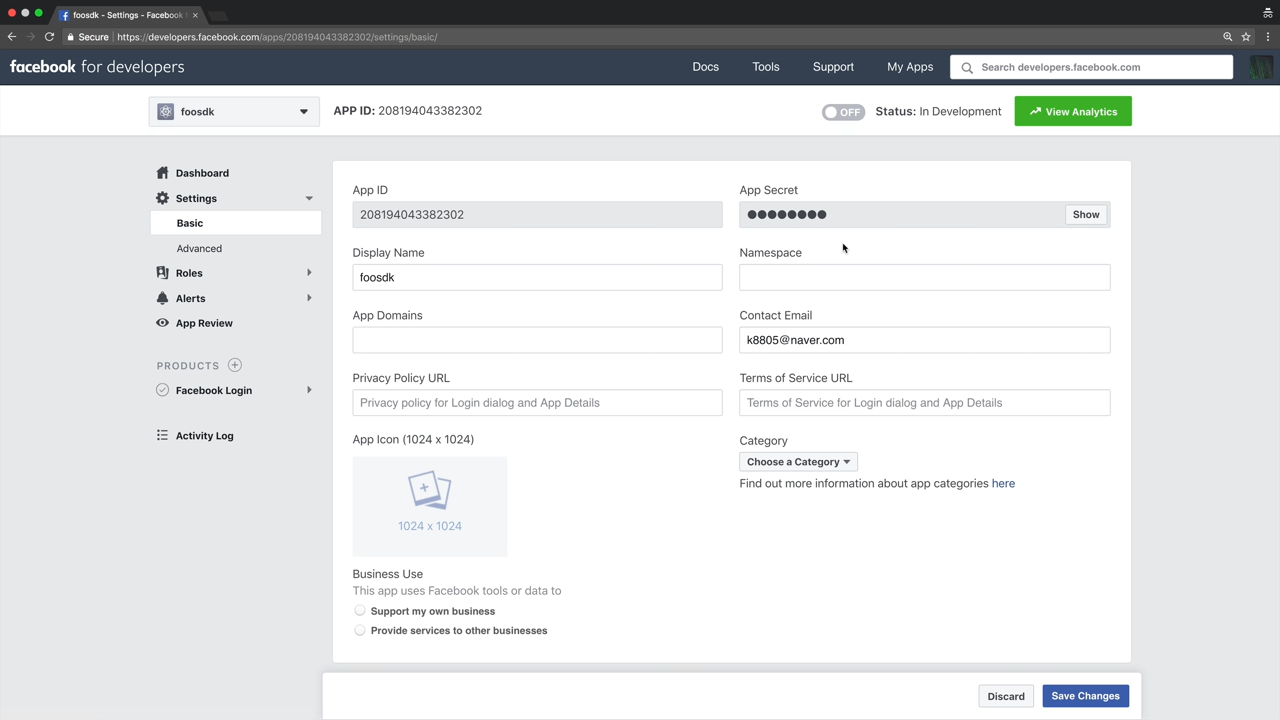 foosdk - Settings - Facebook
Secure https://developers.facebook.com/apps/208194043382302/settings/basic/
facebook for developers
Docs Tools Support My Apps Search developers.facebook.com
foosdk APP ID: 208194043382302 OFF Status: In Development View Analytics
Dashboard
Settings
Basic
Advanced
Roles
Alerts
App Review
PRODUCTS
Facebook Login
Activity Log
App ID
208194043382302
App Secret
●●●●●●●● Show
Display Name
foosdk
Namespace
App Domains
Contact Email
k8805@naver.com
Privacy Policy URL
Privacy policy for Login dialog and App Details
Terms of Service URL
Terms of Service for Login dialog and App Details
App Icon (1024 x 1024)
1024 x 1024
Category
Choose a Category
Find out more information about app categories here
Business Use
This app uses Facebook tools or data to
Support my own business
Provide services to other businesses
Discard Save Changes